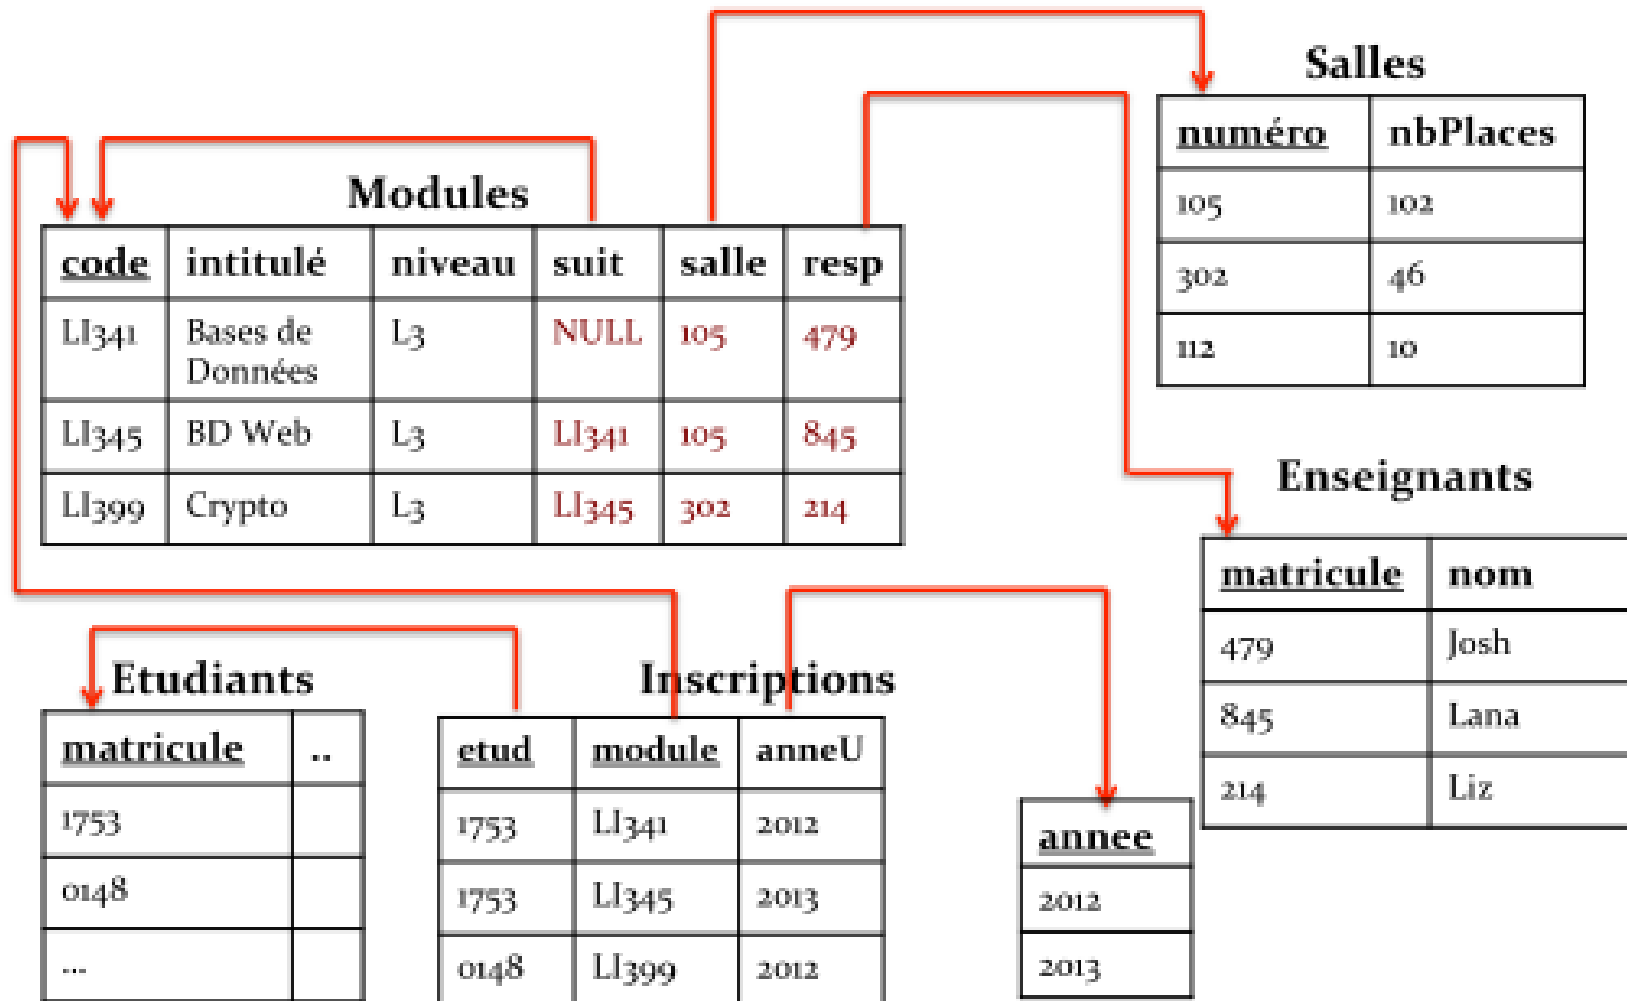 Salles
numéro nbPlaces
105 102
302 46
112 10
Modules
code intitulé niveau suit salle resp
LI341 Bases de Données L3 NULL 105 479
LI345 BD Web L3 LI341 105 845
LI399 Crypto L3 LI345 302 214
Enseignants
matricule nom
479 Josh
845 Lana
214 Liz
Etudiants
matricule ..
1753
0148
...
Inscriptions
etud module anneU
1753 LI341 2012
1753 LI345 2013
0148 LI399 2012
annee
2012
2013